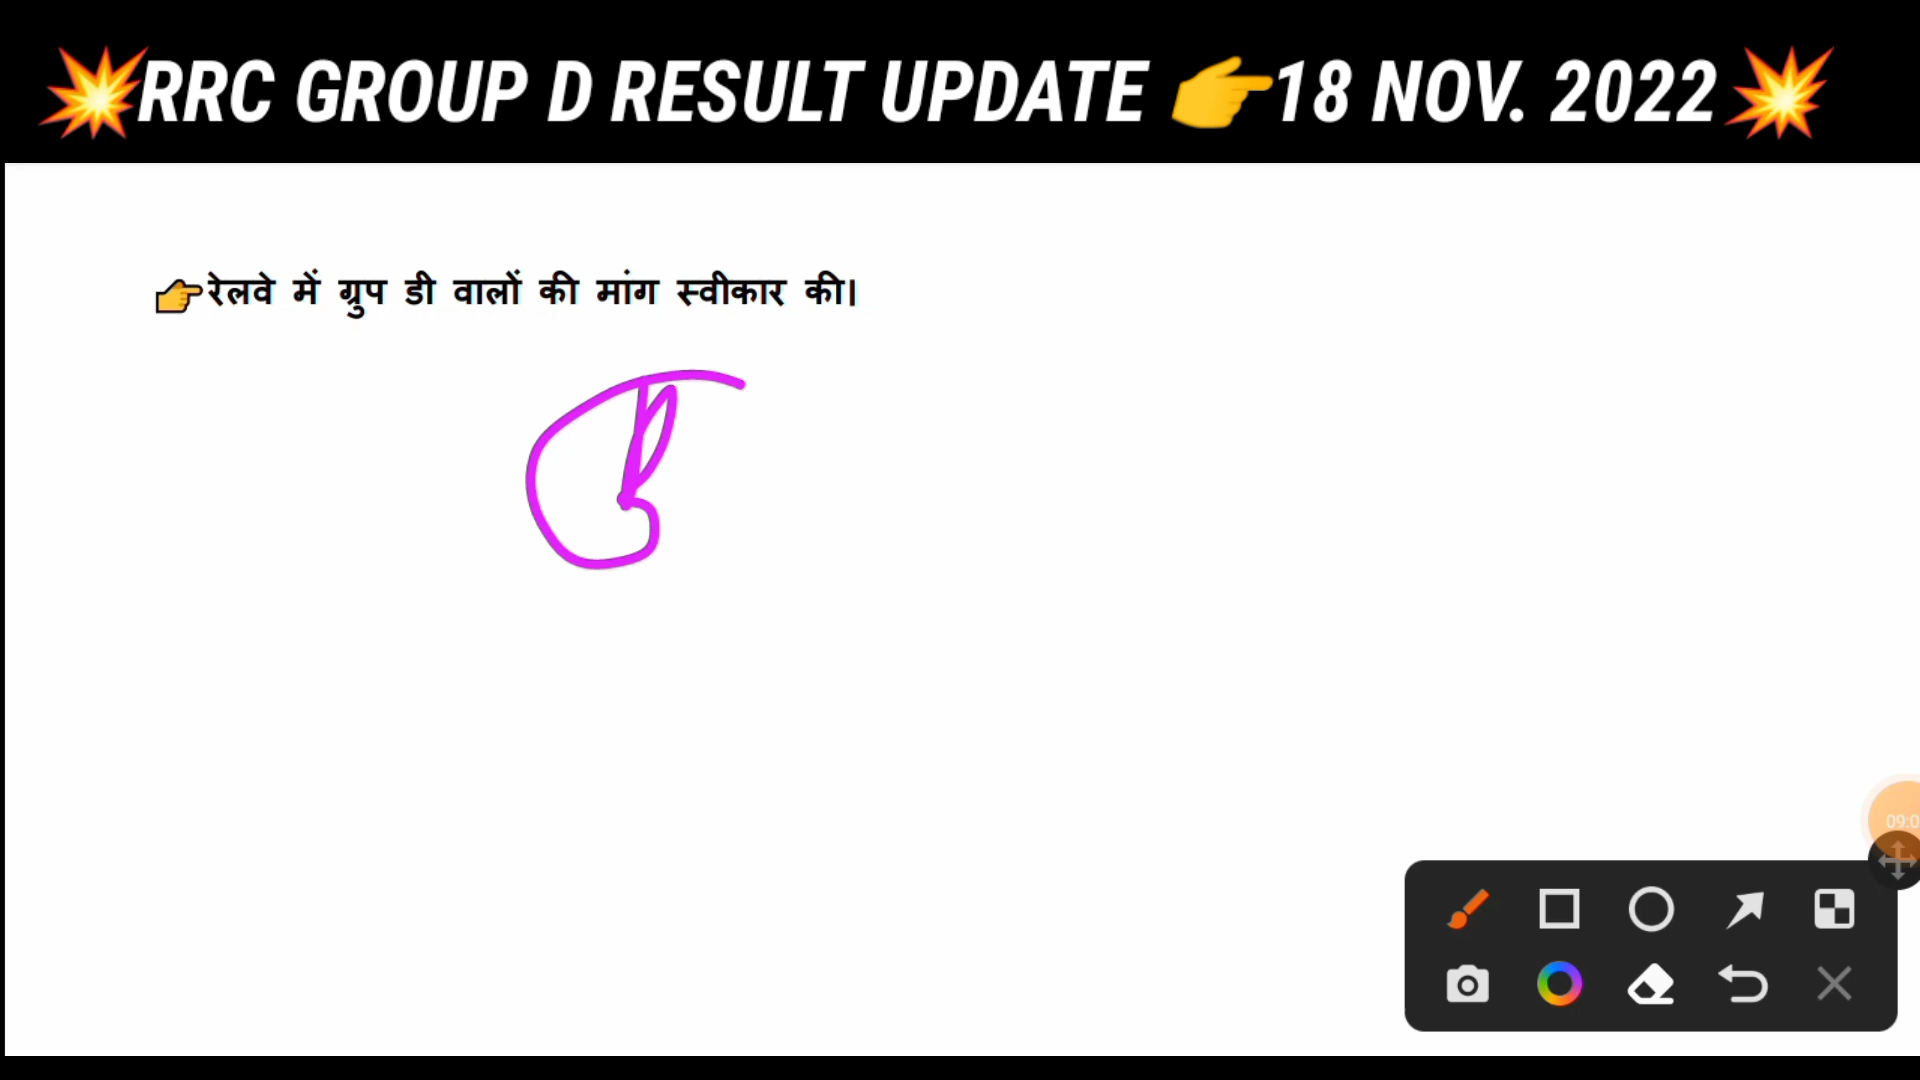 💥RRC GROUP D RESULT UPDATE 👉18 NOV. 2022💥
👉रेलवे में ग्रुप डी वालों की मांग स्वीकार की।